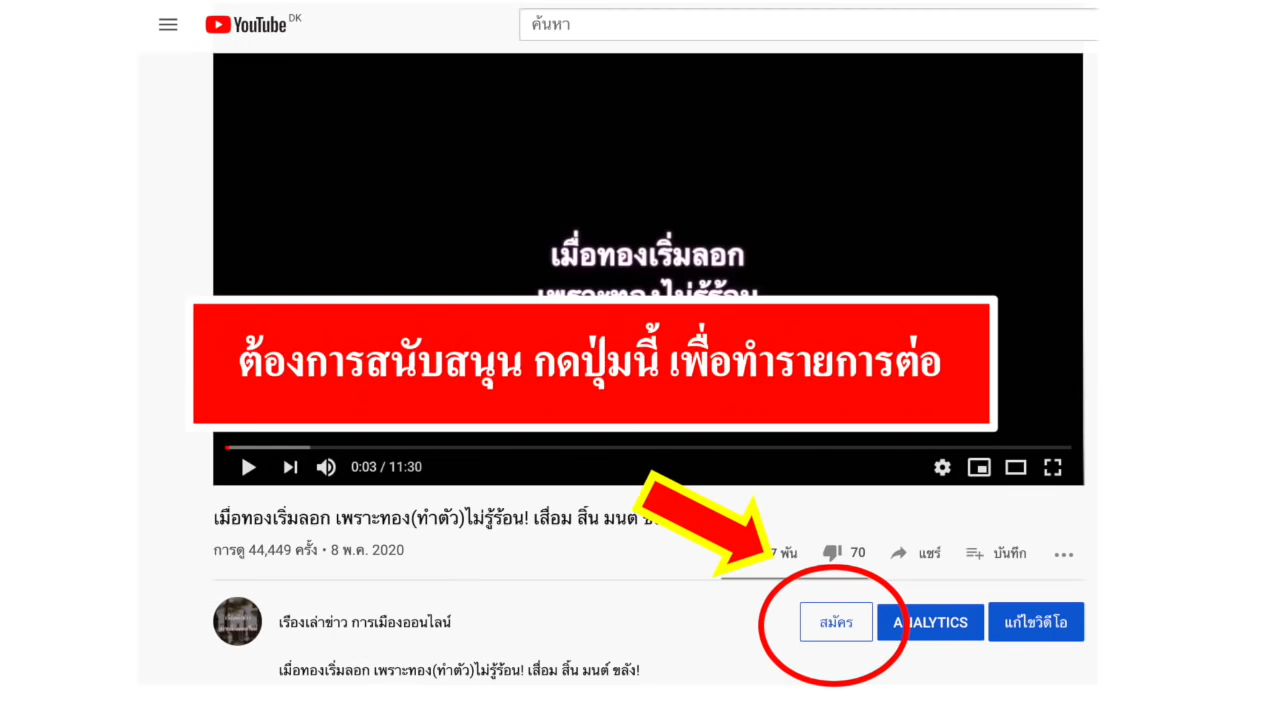 YouTube DK
ค้นหา
เมื่อทองเริ่มลอก
ต้องการสนับสนุน กดปุ่มนี้ เพื่อทำรายการต่อ
0:03 / 11:30
เมื่อทองเริ่มลอก เพราะทอง(ทำตัว)ไม่รู้ร้อน! เสื่อม สิ้น มนต์
การดู 44,449 ครั้ง • 8 พ.ค. 2020
7 พัน 70 แชร์ บันทึก
เรื่องเล่าข่าว การเมืองออนไลน์
สมัคร ANALYTICS แก้ไขวิดีโอ
เมื่อทองเริ่มลอก เพราะทอง(ทำตัว)ไม่รู้ร้อน! เสื่อม สิ้น มนต์ ขลัง!